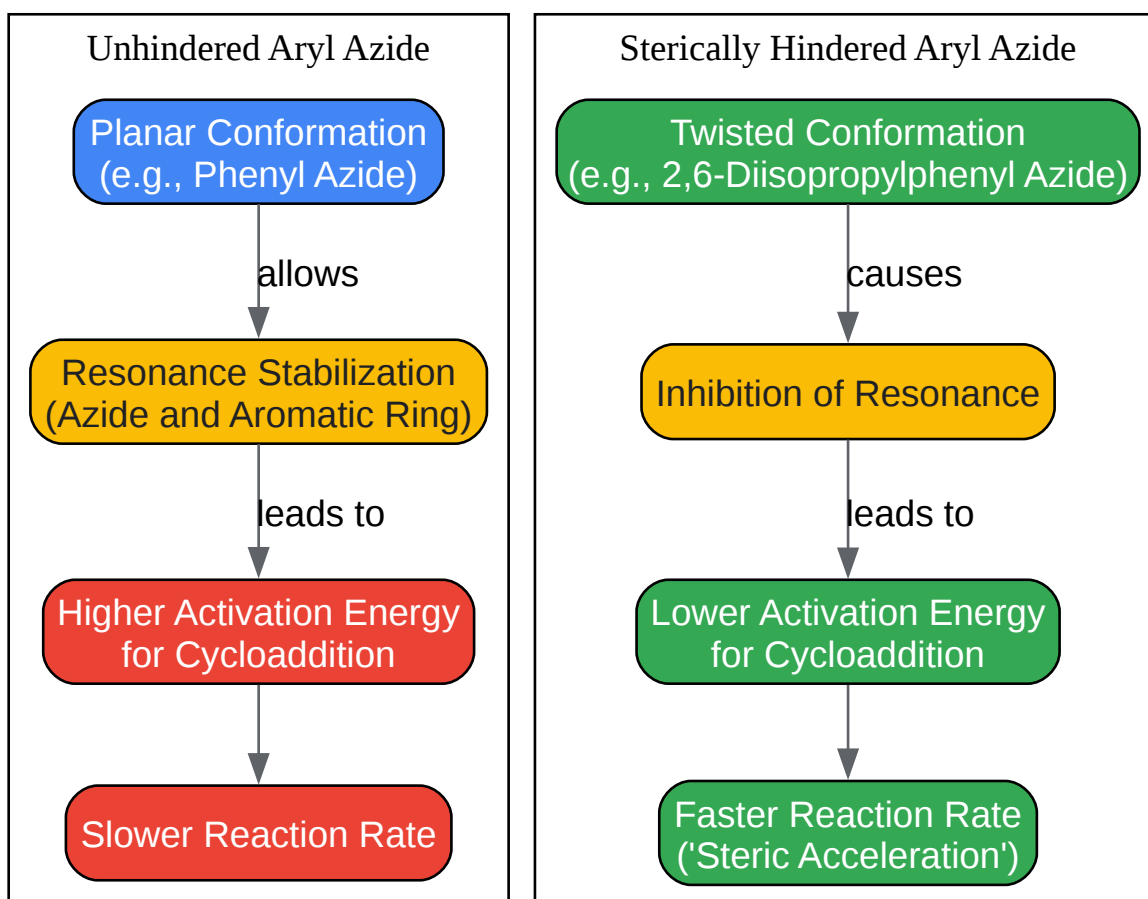 Unhindered Aryl Azide
Planar Conformation
(e.g., Phenyl Azide)
allows
Resonance Stabilization
(Azide and Aromatic Ring)
leads to
Higher Activation Energy
for Cycloaddition
Slower Reaction Rate
Sterically Hindered Aryl Azide
Twisted Conformation
(e.g., 2,6-Diisopropylphenyl Azide)
causes
Inhibition of Resonance
leads to
Lower Activation Energy
for Cycloaddition
Faster Reaction Rate
('Steric Acceleration')